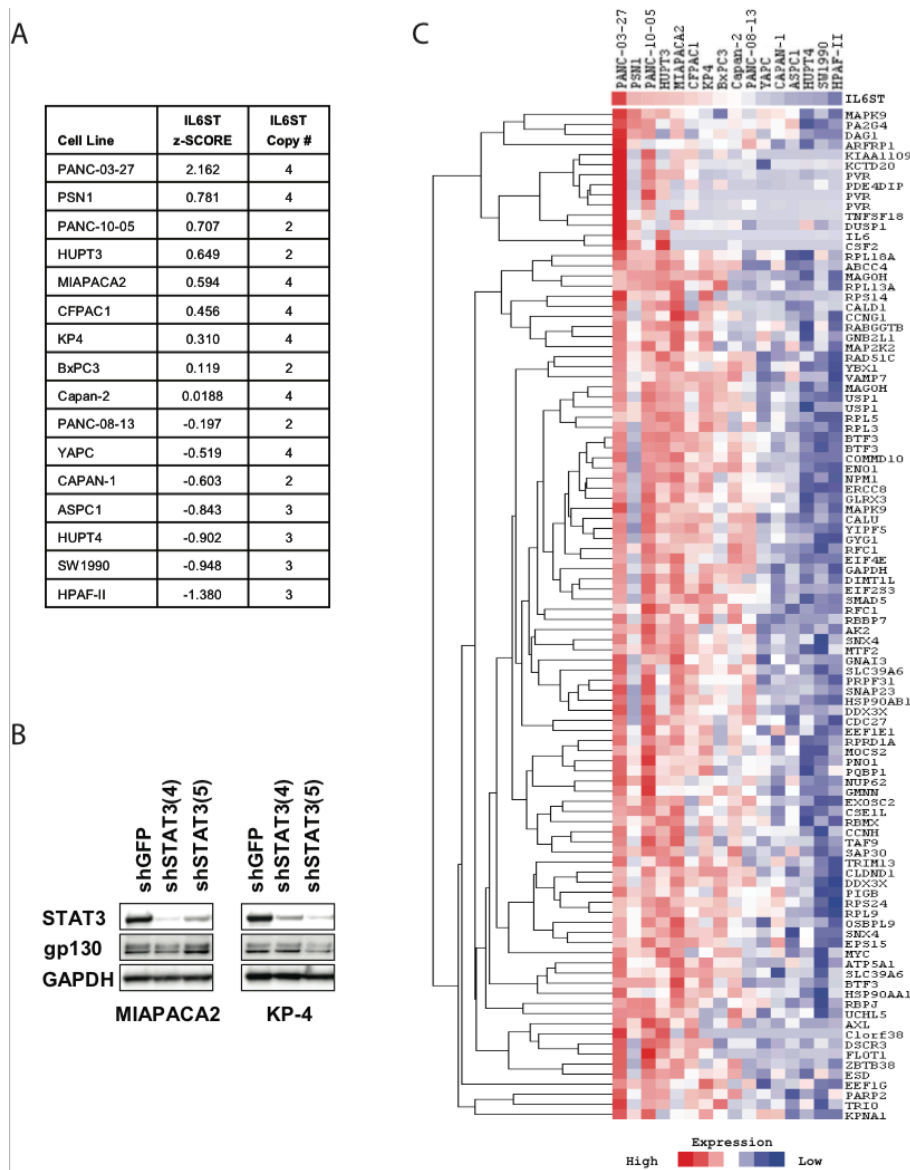 A
Cell Line IL6ST z-SCORE IL6ST Copy #
PANC-03-27 2.162 4
PSN1 0.781 4
PANC-10-05 0.707 2
HUPT3 0.649 2
MIAPACA2 0.594 4
CFPAC1 0.456 4
KP4 0.310 4
BxPC3 0.119 2
Capan-2 0.0188 4
PANC-08-13 -0.197 2
YAPC -0.519 4
CAPAN-1 -0.603 2
ASPC1 -0.843 3
HUPT4 -0.902 3
SW1990 -0.948 3
HPAF-II -1.380 3
B
shGFP
shSTAT3(4)
shSTAT3(5)
shGFP
shSTAT3(4)
shSTAT3(5)
STAT3
gp130
GAPDH
MIAPACA2
KP-4
C
PANC-03-27
PSN1
PANC-10-05
HUPT3
MIAPACA2
CFPAC1
KP4
BxPC3
Capan-2
PANC-08-13
YAPC
CAPAN-1
ASPC1
HUPT4
SW1990
HPAF-II
IL6ST
MAPK9
PA2G4
DAG1
ARFRP1
KIAA1109
KCTD20
PVR
PDE4DIP
PVR
PVR
TNFSF18
DUSP1
IL6
CSF2
RPL18A
ABCC4
MAGOH
RPL13A
RPS14
CALD1
CCNG1
RABGGTB
GNB2L1
MAP2K2
RAD51C
YBX1
VAMP7
MAGOH
USP1
USP1
RPL5
RPL3
BTF3
BTF3
COMMD10
ENO1
NPM1
ERCC8
GLRX3
MAPK9
CALU
YIPF5
GYG1
RFC1
EIF4E
GAPDH
DIMT1L
EIF2S3
SMAD5
RFC1
RBBP7
AK2
SNX4
MTF2
GNAI3
SLC39A6
PRPF31
SNAP23
HSP90AB1
DDX3X
CDC27
EEF1E1
RPRD1A
MOCS2
PNO1
PQBP1
NUP62
GMNN
EXOSC2
CSE1L
RBMX
CCNH
TAF9
SAP30
TRIM13
CLDND1
DDX3X
PIGB
RPS24
RPL9
OSBPL9
SNX4
EPS15
MYC
ATP5A1
SLC39A6
BTF3
HSP90AA1
RBPJ
UCHL5
AXL
C1orf38
DSCR3
FLOT1
ZBTB38
ESD
EEF1G
PARP2
TRIO
KPNA1
Expression
High Low